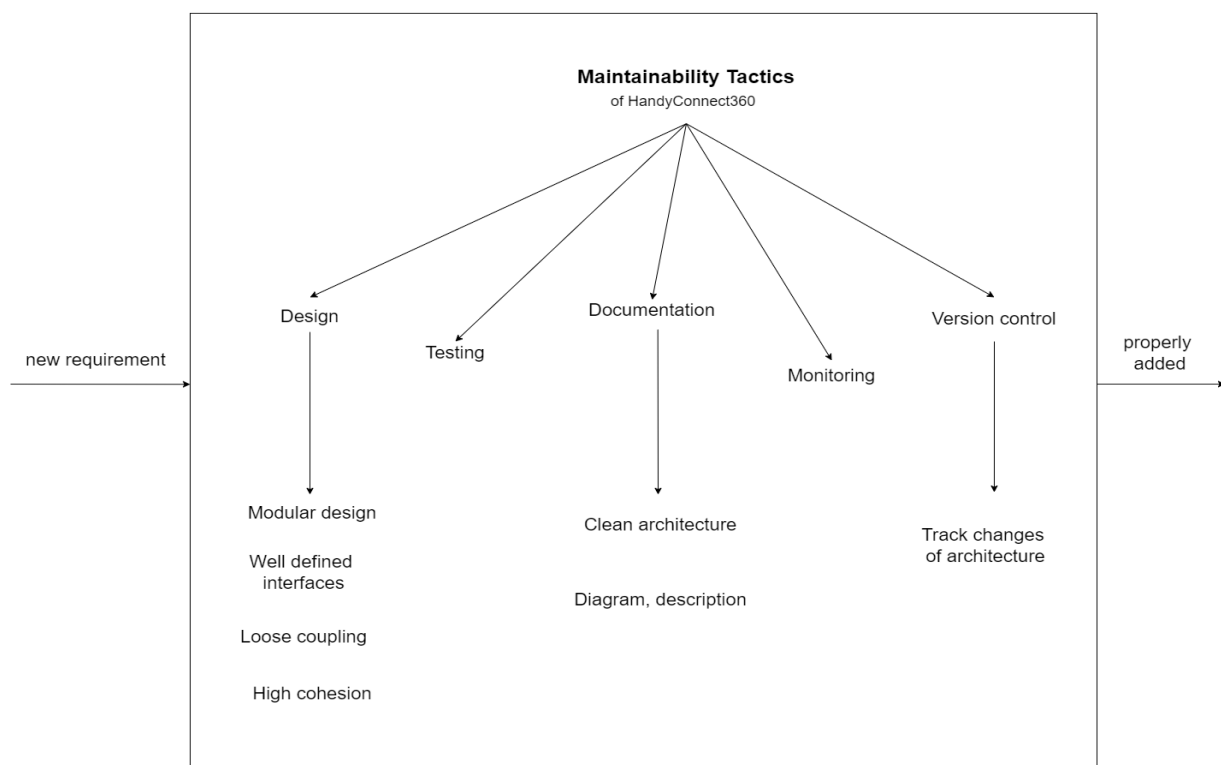 Maintainability Tactics
of HandyConnect360
Design
Testing
Documentation
Monitoring
Version control
new requirement
properly
added
Modular design
Well defined
interfaces
Loose coupling
High cohesion
Clean architecture
Diagram, description
Track changes
of architecture